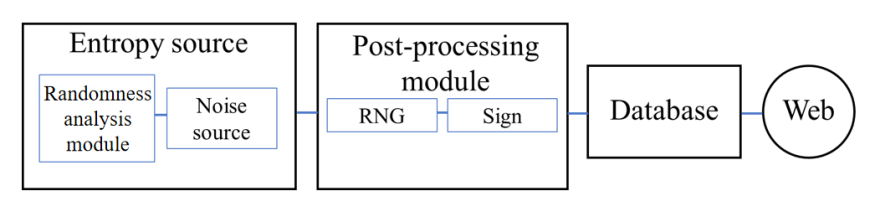 Entropy source
Randomness
analysis
module
Noise
source
Post-processing
module
RNG
Sign
Database
Web